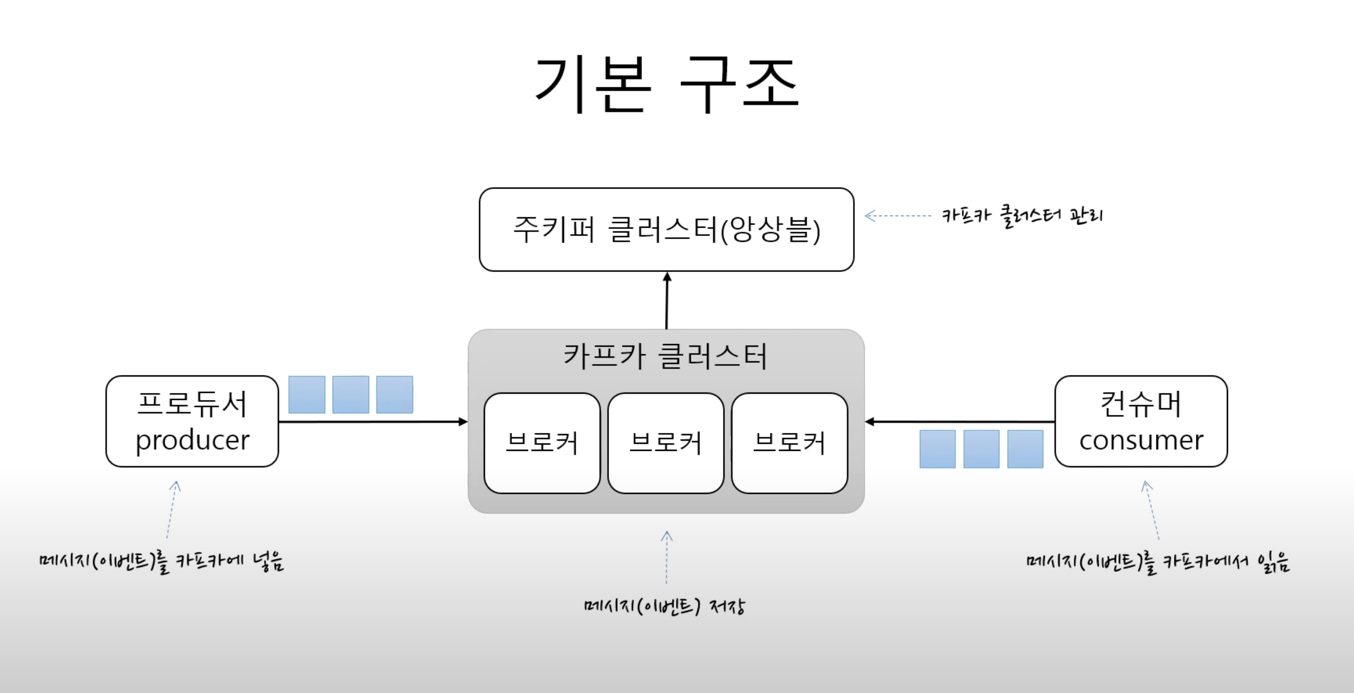 기본 구조
주키퍼 클러스터(앙상블)
카프카 클러스터 관리
카프카 클러스터
프로듀서
producer
브로커
브로커
브로커
컨슈머
consumer
메시지(이벤트)를 카프카에 넣음
메시지(이벤트) 저장
메시지(이벤트)를 카프카에서 읽음